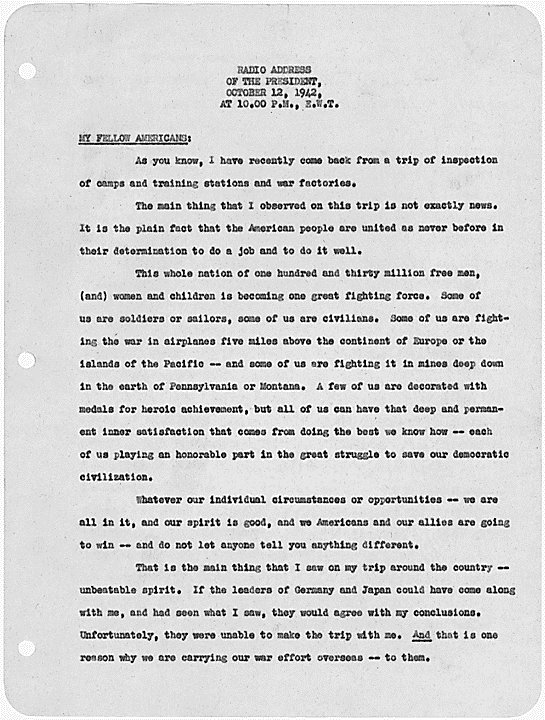 RADIO ADDRESS
OF THE PRESIDENT,
OCTOBER 12, 1942,
AT 10.00 P.M., E.W.T.
MY FELLOW AMERICANS:
As you know, I have recently come back from a trip of inspection
of camps and training stations and war factories.
The main thing that I observed on this trip is not exactly news.
It is the plain fact that the American people are united as never before in
their determination to do a job and to do it well.
This whole nation of one hundred and thirty million free men,
(and) women and children is becoming one great fighting force. Some of
us are soldiers or sailors, some of us are civilians. Some of us are fight-
ing the war in airplanes five miles above the continent of Europe or the
islands of the Pacific -- and some of us are fighting it in mines deep down
in the earth of Pennsylvania or Montana. A few of us are decorated with
medals for heroic achievement, but all of us can have that deep and perman-
ent inner satisfaction that comes from doing the best we know how -- each
of us playing an honorable part in the great struggle to save our democratic
civilization.
Whatever our individual circumstances or opportunities -- we are
all in it, and our spirit is good, and we Americans and our allies are going
to win -- and do not let anyone tell you anything different.
That is the main thing that I saw on my trip around the country --
unbeatable spirit. If the leaders of Germany and Japan could have come along
with me, and had seen what I saw, they would agree with my conclusions.
Unfortunately, they were unable to make the trip with me. And that is one
reason why we are carrying our war effort overseas -- to them.